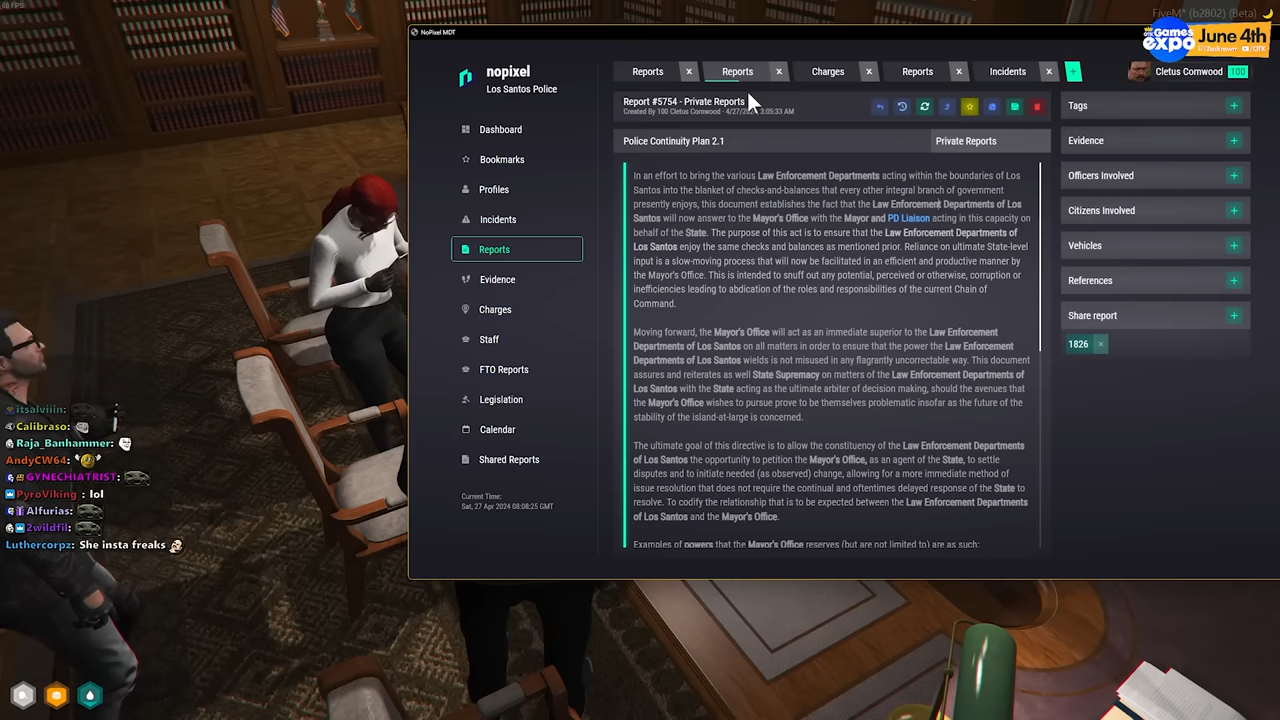 60 FPS
FiveM* (b2802) (Beta)
NoPixel MDT
Games expo
June 4th
nopixel
Los Santos Police
Reports
Reports
Charges
Reports
Incidents
+
Cletus Cornwood 100
Report #5754 - Private Reports
Created By 100 Cletus Cornwood - 4/27/202 3:05:33 AM
Police Continuity Plan 2.1
Private Reports
In an effort to bring the various Law Enforcement Departments acting within the boundaries of Los
Santos into the blanket of checks-and-balances that every other integral branch of government
presently enjoys, this document establishes the fact that the Law Enforcement Departments of Los
Santos will now answer to the Mayor's Office with the Mayor and PD Liaison acting in this capacity on
behalf of the State. The purpose of this act is to ensure that the Law Enforcement Departments of
Los Santos enjoy the same checks and balances as mentioned prior. Reliance on ultimate State-level
input is a slow-moving process that will now be facilitated in an efficient and productive manner by
the Mayor's Office. This is intended to snuff out any potential, perceived or otherwise, corruption or
inefficiencies leading to abdication of the roles and responsibilities of the current Chain of
Command.
Moving forward, the Mayor's Office will act as an immediate superior to the Law Enforcement
Departments of Los Santos on all matters in order to ensure that the power the Law Enforcement
Departments of Los Santos wields is not misused in any flagrantly uncorrectable way. This document
assures and reiterates as well State Supremacy on matters of the Law Enforcement Departments of
Los Santos with the State acting as the ultimate arbiter of decision making, should the avenues that
the Mayor's Office wishes to pursue prove to be themselves problematic insofar as the future of the
stability of the island-at-large is concerned.
The ultimate goal of this directive is to allow the constituency of the Law Enforcement Departments
of Los Santos the opportunity to petition the Mayor's Office, as an agent of the State, to settle
disputes and to initiate needed (as observed) change, allowing for a more immediate method of
issue resolution that does not require the continual and oftentimes delayed response of the State to
resolve. To codify the relationship that is to be expected between the Law Enforcement Departments
of Los Santos and the Mayor's Office.
Examples of powers that the Mayor's Office reserves (but are not limited to) are as such:
Dashboard
Bookmarks
Profiles
Incidents
Reports
Evidence
Charges
Staff
FTO Reports
Legislation
Calendar
Shared Reports
Current Time:
Sat, 27 Apr 2024 08:08:25 GMT
Tags
Evidence
Officers Involved
Citizens Involved
Vehicles
References
Share report
1826
itsalviiin:
Calibraso:
Raja_Banhammer:
AndyCW64:
GYNECHIATRIST:
PyroViking: lol
Alfurias:
2wildfil:
Luthercorpz: She insta freaks